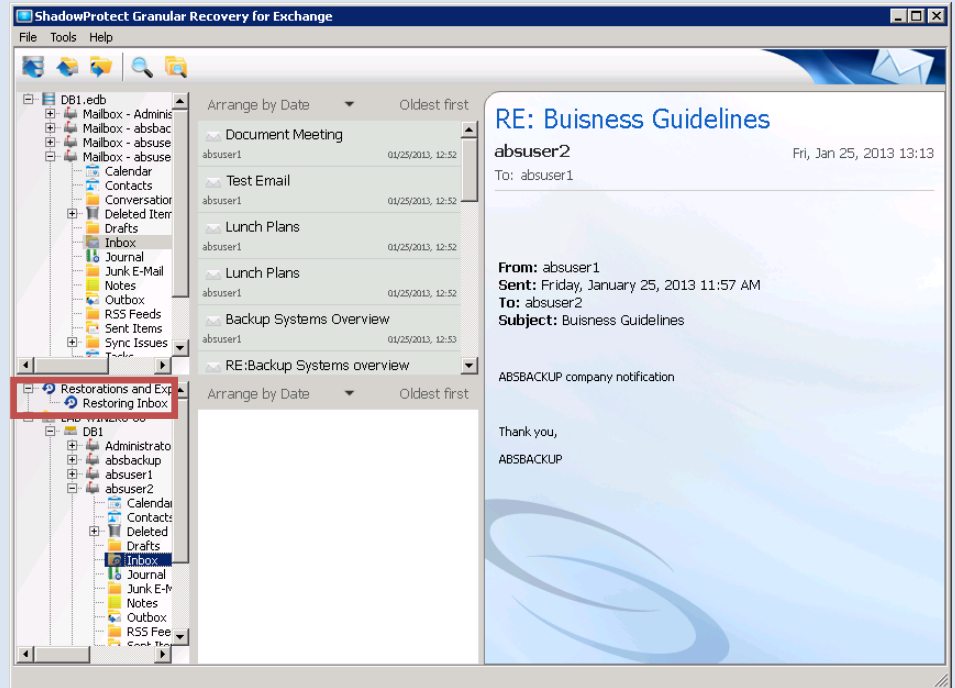 ShadowProtect Granular Recovery for Exchange
File Tools Help
DB1.edb
Mailbox - Adminis
Mailbox - absbac
Mailbox - absuse
Mailbox - absuse
Calendar
Contacts
Conversation
Deleted Item
Drafts
Inbox
Journal
Junk E-Mail
Notes
Outbox
RSS Feeds
Sent Items
Sync Issues
Tasks
Arrange by Date Oldest first
Document Meeting
absuser1 01/25/2013, 12:52
Test Email
absuser1 01/25/2013, 12:52
Lunch Plans
absuser1 01/25/2013, 12:52
Lunch Plans
absuser1 01/25/2013, 12:52
Backup Systems Overview
absuser1 01/25/2013, 12:53
RE:Backup Systems overview
RE: Buisness Guidelines
absuser2 Fri, Jan 25, 2013 13:13
To: absuser1
From: absuser1
Sent: Friday, January 25, 2013 11:57 AM
To: absuser2
Subject: Buisness Guidelines
ABSBACKUP company notification
Thank you,
ABSBACKUP
Restorations and Exp
Restoring Inbox
DB1
Administrato
absbackup
absuser1
absuser2
Calendar
Contacts
Deleted
Drafts
Inbox
Journal
Junk E-M
Notes
Outbox
RSS Fee
Sent Ite
Arrange by Date Oldest first